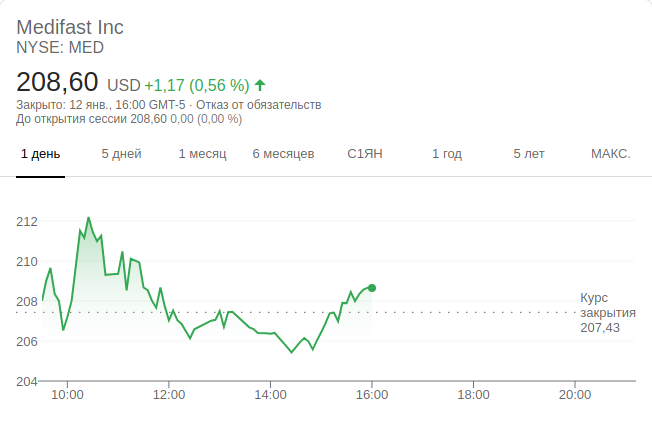 Medifast Inc
NYSE: MED
208,60 USD +1,17 (0,56 %)
Закрыто: 12 янв., 16:00 GMT-5 · Отказ от обязательств
До открытия сессии 208,60 0,00 (0,00 %)
1 день 5 дней 1 месяц 6 месяцев С1ЯН 1 год 5 лет МАКС.
212
210
208
206
204
Курс
закрытия
207,43
10:00 12:00 14:00 16:00 18:00 20:00